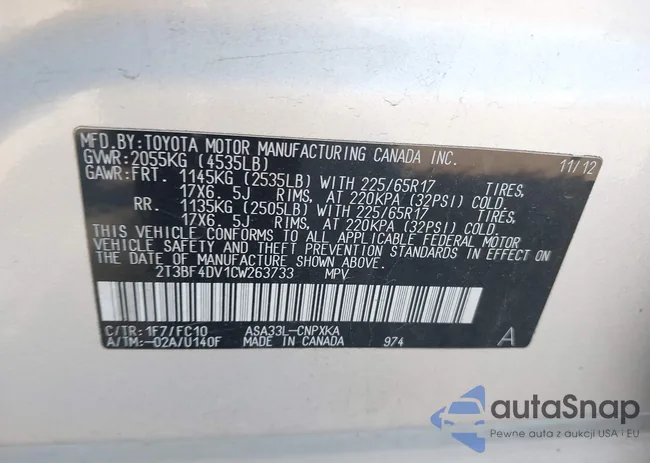 MFD.BY:TOYOTA MOTOR MANUFACTURING CANADA INC.
GVWR:2055KG (4535LB) 11/12
GAWR:FRT. 1145KG (2535LB) WITH 225/65R17 TIRES,
17X6. 5J RIMS, AT 220KPA (32PSI) COLD.
RR. 1135KG (2505LB) WITH 225/65R17 TIRES,
17X6. 5J RIMS, AT 220KPA (32PSI) COLD.
THIS VEHICLE CONFORMS TO ALL APPLICABLE FEDERAL MOTOR
VEHICLE SAFETY AND THEFT PREVENTION STANDARDS IN EFFECT ON
THE DATE OF MANUFACTURE SHOWN ABOVE.
2T3BF4DV1CW263733 MPV
C/TR:1F7/FC10 ASA33L-CNPXKA
A/TM:-02A/U140F MADE IN CANADA 974 A
autaSnap
Pewne auta z aukcji USA i EU